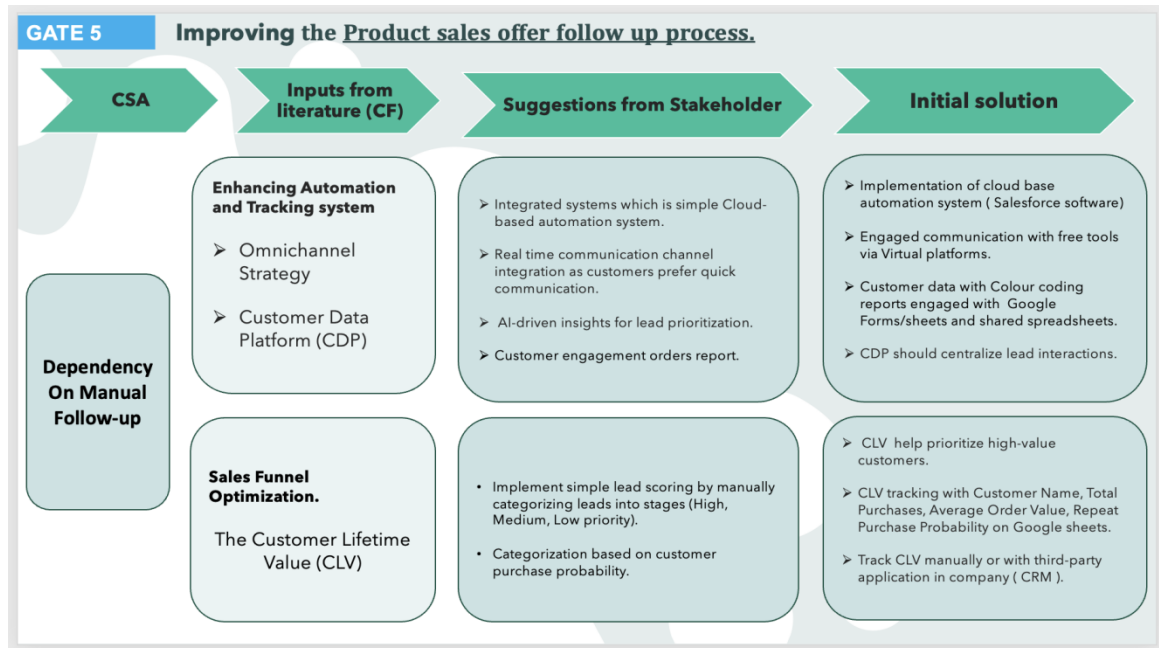 GATE 5
Improving the Product sales offer follow up process.
CSA
Inputs from
literature (CF)
Suggestions from Stakeholder
Initial solution
Dependency
On Manual
Follow-up
Enhancing Automation
and Tracking system
➢ Omnichannel
Strategy
➢ Customer Data
Platform (CDP)
➢ Integrated systems which is simple Cloud-
based automation system.
➢ Real time communication channel
integration as customers prefer quick
communication.
➢ AI-driven insights for lead prioritization.
➢ Customer engagement orders report.
➢ Implementation of cloud base
automation system ( Salesforce software)
➢ Engaged communication with free tools
via Virtual platforms.
➢ Customer data with Colour coding
reports engaged with Google
Forms/sheets and shared spreadsheets.
➢ CDP should centralize lead interactions.
Sales Funnel
Optimization.
The Customer Lifetime
Value (CLV)
• Implement simple lead scoring by manually
categorizing leads into stages (High,
Medium, Low priority).
• Categorization based on customer
purchase probability.
➢ CLV help prioritize high-value
customers.
➢ CLV tracking with Customer Name, Total
Purchases, Average Order Value, Repeat
Purchase Probability on Google sheets.
➢ Track CLV manually or with third-party
application in company ( CRM ).